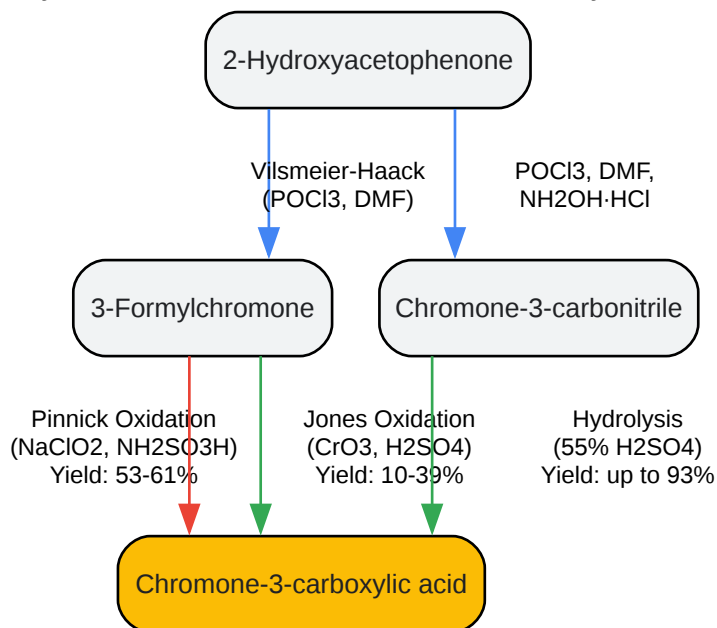 2-Hydroxyacetophenone
Vilsmeier-Haack
(POCl3, DMF)
POCl3, DMF,
NH2OH·HCl
3-Formylchromone
Chromone-3-carbonitrile
Pinnick Oxidation
(NaClO2, NH2SO3H)
Yield: 53-61%
Jones Oxidation
(CrO3, H2SO4)
Yield: 10-39%
Hydrolysis
(55% H2SO4)
Yield: up to 93%
Chromone-3-carboxylic acid